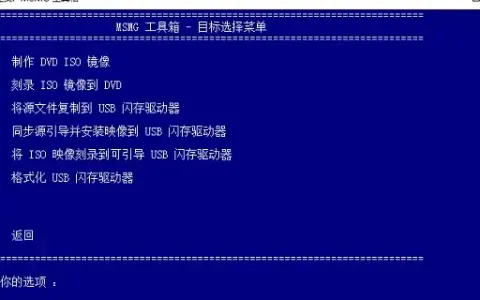 ===============================================================
MSMG 工具箱 - 目标选择菜单
===============================================================
制作 DVD ISO 镜像
刻录 ISO 镜像到 DVD
将源文件复制到 USB 闪存驱动器
同步源引导并安装映像到 USB 闪存驱动器
将 ISO 映像刻录到可引导 USB 闪存驱动器
格式化 USB 闪存驱动器
返回
===============================================================
你的选项 :